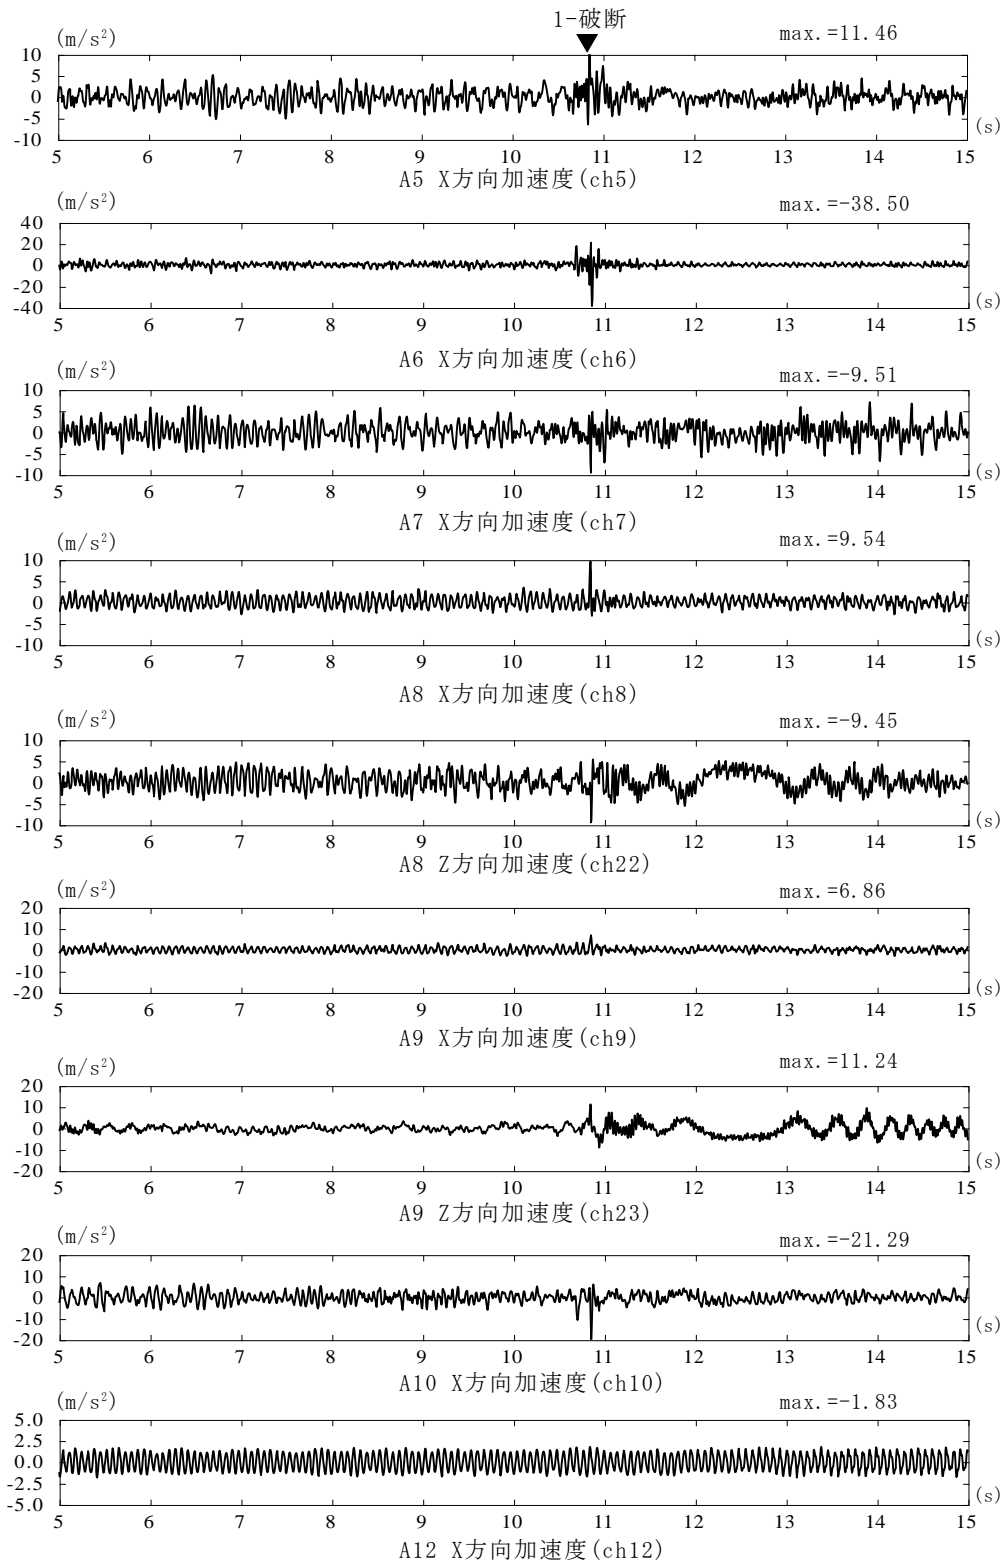 1-破断
(m/s²) max.=11.46
10
5
0
-5
-10
(s)
5 6 7 8 9 10 11 12 13 14 15
A5 X方向加速度(ch5)
(m/s²) max.=-38.50
40
20
0
-20
-40
(s)
5 6 7 8 9 10 11 12 13 14 15
A6 X方向加速度(ch6)
(m/s²) max.=-9.51
10
5
0
-5
-10
(s)
5 6 7 8 9 10 11 12 13 14 15
A7 X方向加速度(ch7)
(m/s²) max.=9.54
10
5
0
-5
-10
(s)
5 6 7 8 9 10 11 12 13 14 15
A8 X方向加速度(ch8)
(m/s²) max.=-9.45
10
5
0
-5
-10
(s)
5 6 7 8 9 10 11 12 13 14 15
A8 Z方向加速度(ch22)
(m/s²) max.=6.86
20
10
0
-10
-20
(s)
5 6 7 8 9 10 11 12 13 14 15
A9 X方向加速度(ch9)
(m/s²) max.=11.24
20
10
0
-10
-20
(s)
5 6 7 8 9 10 11 12 13 14 15
A9 Z方向加速度(ch23)
(m/s²) max.=-21.29
20
10
0
-10
-20
(s)
5 6 7 8 9 10 11 12 13 14 15
A10 X方向加速度(ch10)
(m/s²) max.=-1.83
5.0
2.5
0.0
-2.5
-5.0
(s)
5 6 7 8 9 10 11 12 13 14 15
A12 X方向加速度(ch12)